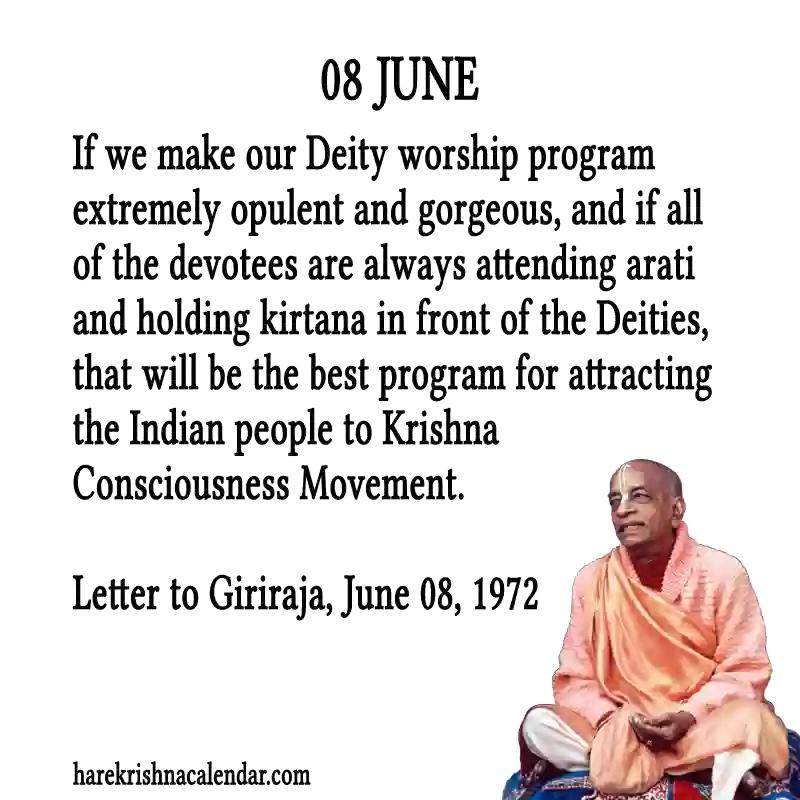 08 JUNE
If we make our Deity worship program
extremely opulent and gorgeous, and if all
of the devotees are always attending arati
and holding kirtana in front of the Deities,
that will be the best program for attracting
the Indian people to Krishna
Consciousness Movement.
Letter to Giriraja, June 08, 1972
harekrishnacalendar.com